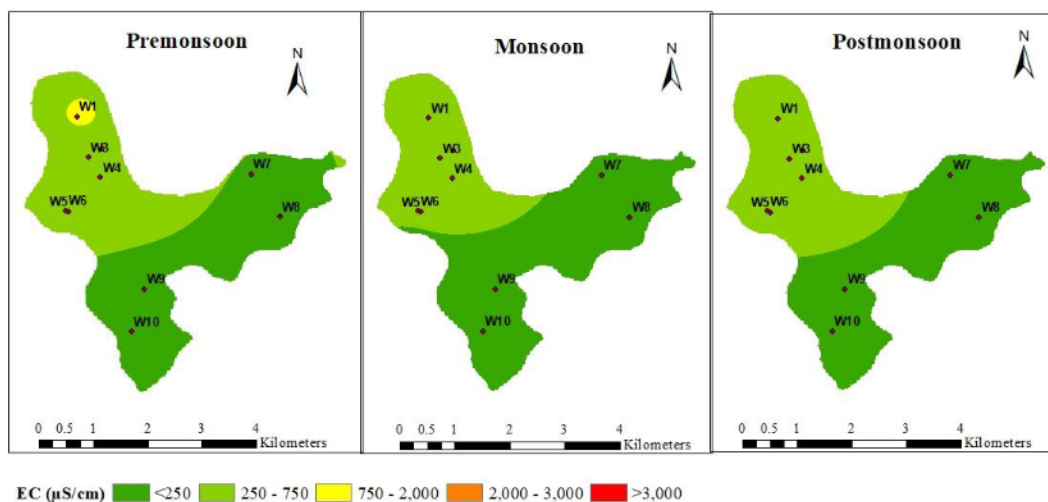 Premonsoon
N
W1
W3
W4
W5 W6
W7
W8
W9
W10
0 0.5 1 2 3 4
Kilometers
Monsoon
N
W1
W3
W4
W5 W6
W7
W8
W9
W10
0 0.5 1 2 3 4
Kilometers
Postmonsoon
N
W1
W3
W4
W5 W6
W7
W8
W9
W10
0 0.5 1 2 3 4
Kilometers
EC (µS/cm) <250 250 - 750 750 - 2,000 2,000 - 3,000 >3,000